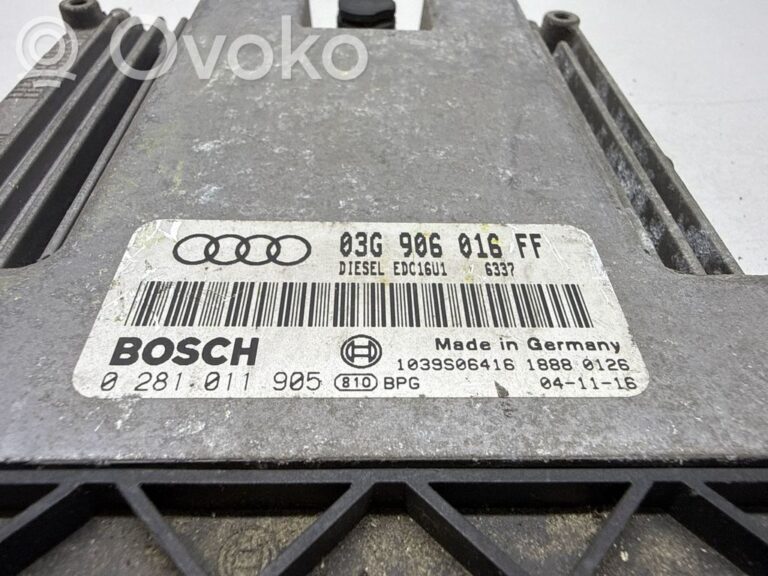 Ovoko
03G 906 016 FF
DIESEL EDC16U1 6337
BOSCH
Made in Germany
1039S06416 1888 0126
0 281 011 905 810 BPG 04-11-16